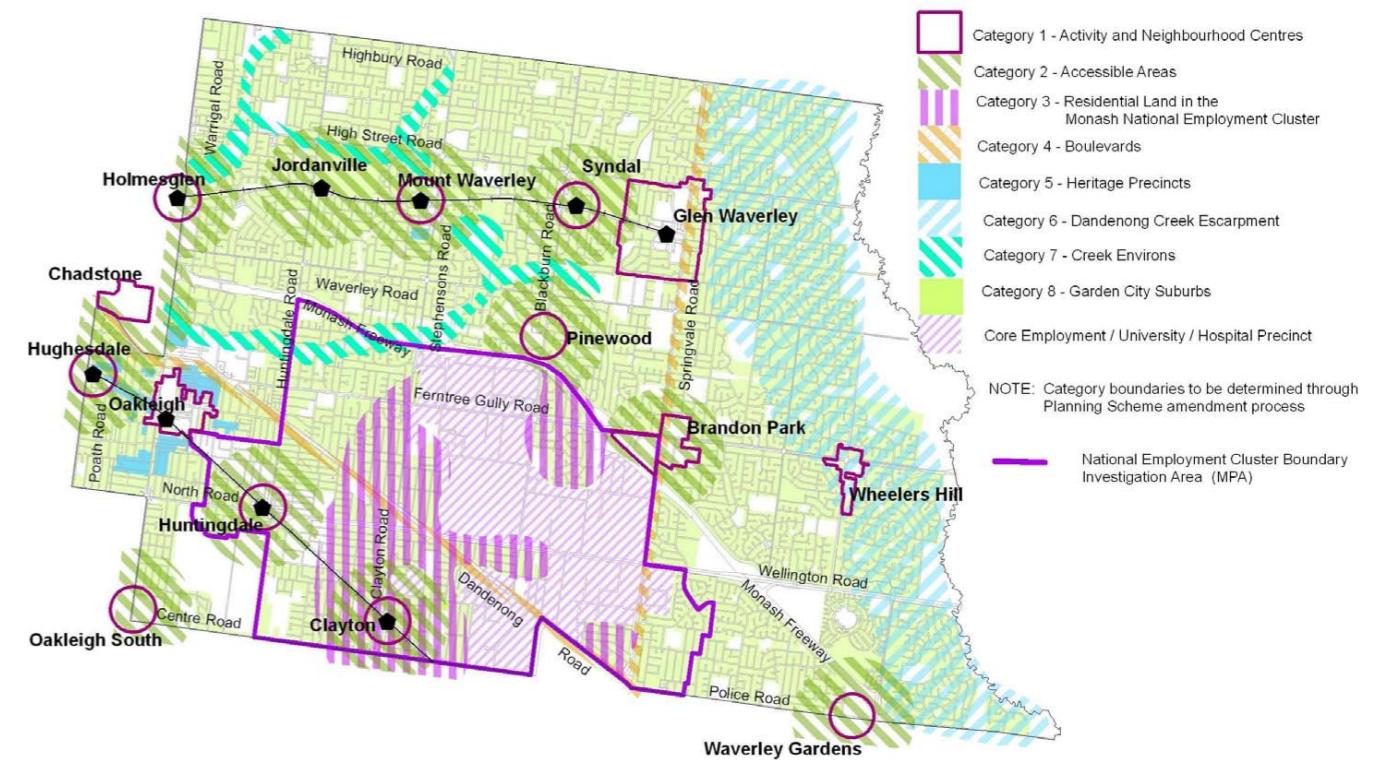 Highbury Road
Warrigal Road
High Street Road
Jordanville
Syndal
Holmesglen
Mount Waverley
Glen Waverley
Blackburn Road
Stephensons Road
Chadstone
Waverley Road
Huntingdale Road
Monash Freeway
Springvale Road
Pinewood
Hughesdale
Ferntree Gully Road
Oakleigh
Brandon Park
Poath Road
North Road
Wheelers Hill
Huntingdale
Clayton Road
Wellington Road
Dandenong
Road
Monash Freeway
Centre Road
Clayton
Oakleigh South
Police Road
Waverley Gardens
Category 1 - Activity and Neighbourhood Centres
Category 2 - Accessible Areas
Category 3 - Residential Land in the
Monash National Employment Cluster
Category 4 - Boulevards
Category 5 - Heritage Precincts
Category 6 - Dandenong Creek Escarpment
Category 7 - Creek Environs
Category 8 - Garden City Suburbs
Core Employment / University / Hospital Precinct
NOTE: Category boundaries to be determined through
Planning Scheme amendment process
National Employment Cluster Boundary
Investigation Area (MPA)